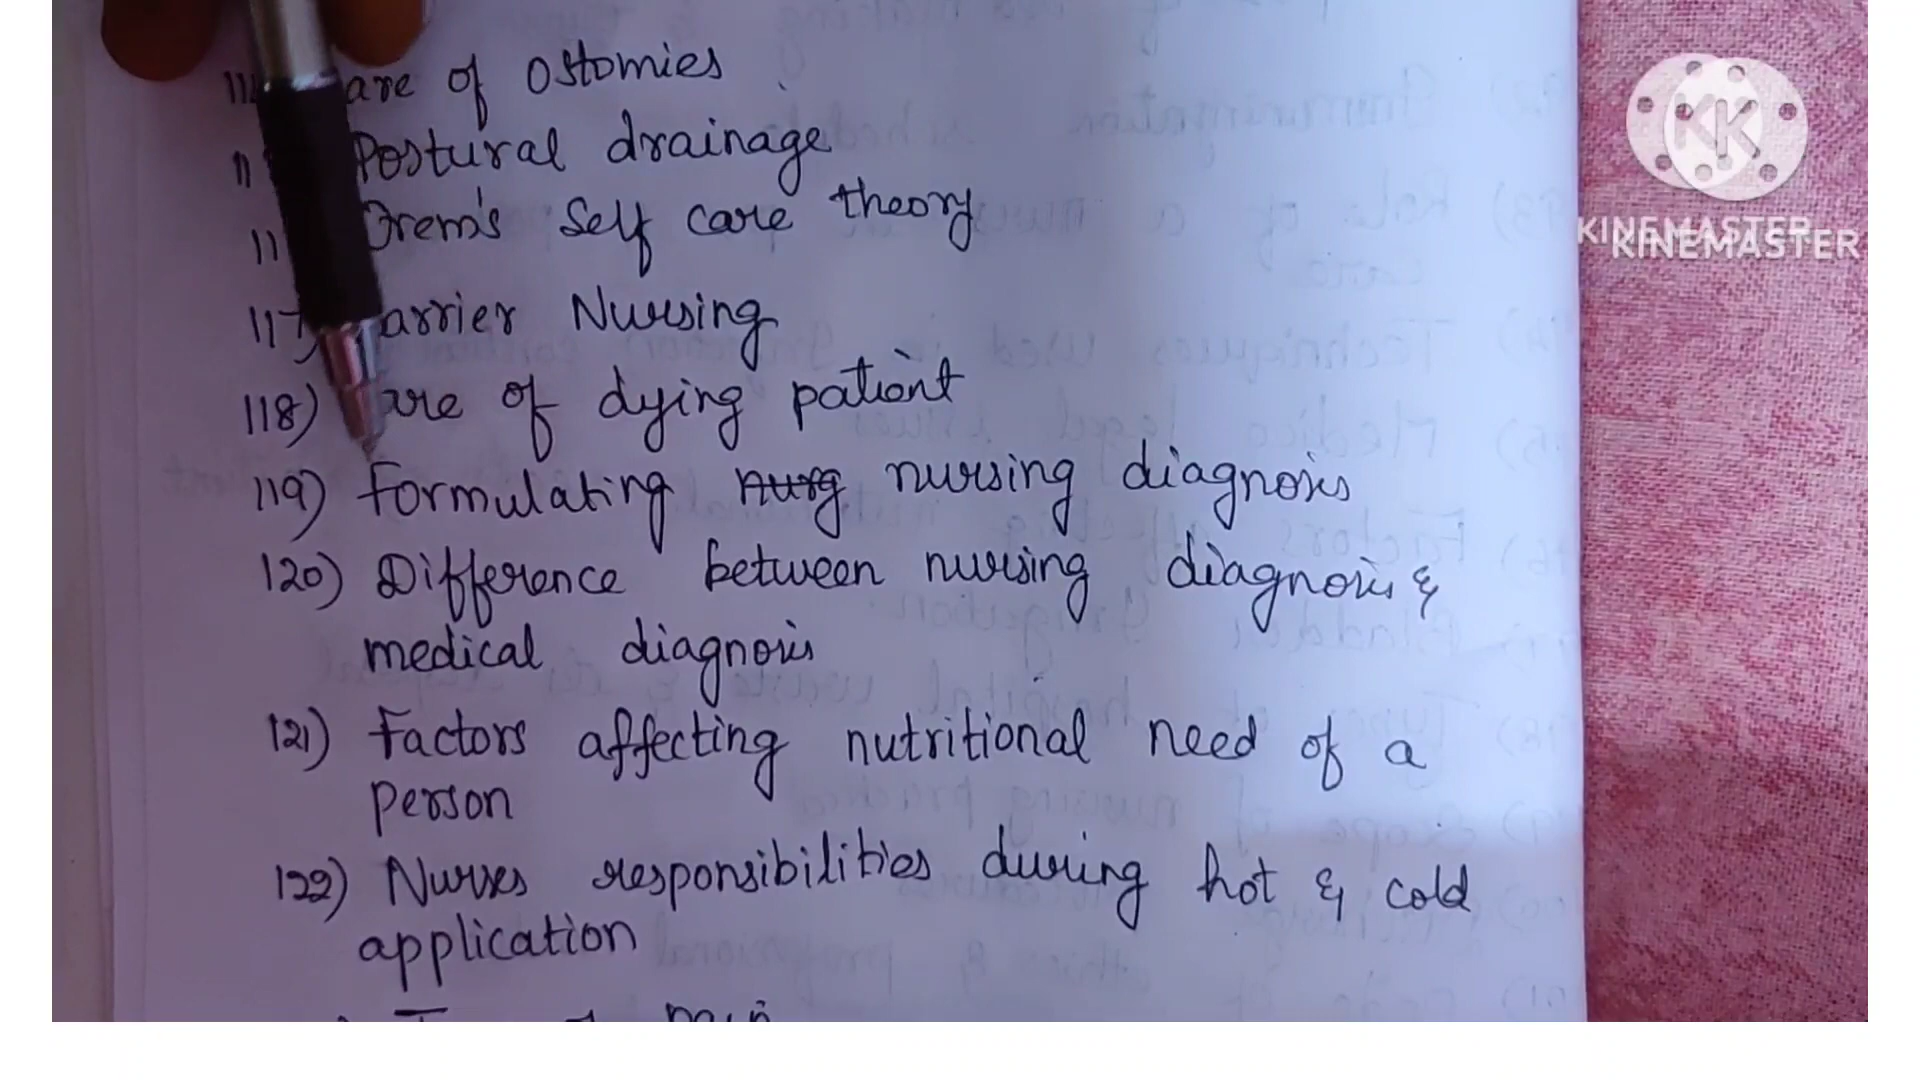 are of Ostomies
Postural drainage
Orem's Self care theory
117) arrier Nursing
118) are of dying patient
119) Formulating nursing diagnosis
120) Difference between nursing diagnosis &
medical diagnosis
121) Factors affecting nutritional need of a
person
122) Nurses responsibilities during hot & cold
application
KINEMASTER
KINEMASTER